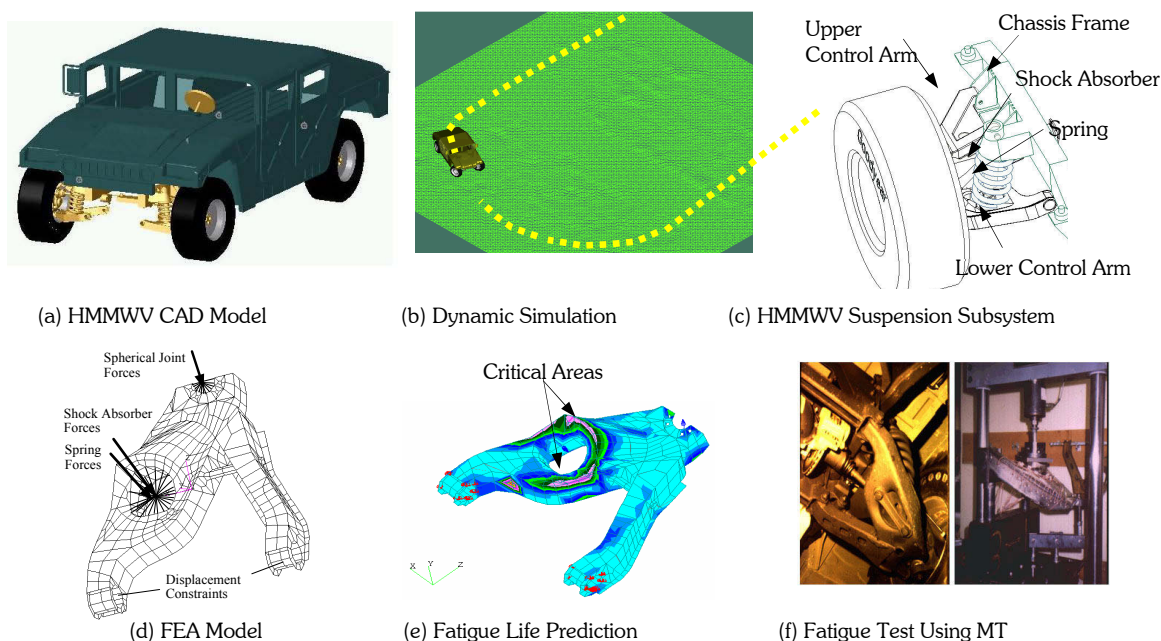 Upper
Control Arm
Chassis Frame
Shock Absorber
Spring
Lower Control Arm
(a) HMMWV CAD Model
(b) Dynamic Simulation
(c) HMMWV Suspension Subsystem
Spherical Joint
Forces
Shock Absorber
Forces
Spring
Forces
Displacement
Constraints
Critical Areas
X
Y
Z
(d) FEA Model
(e) Fatigue Life Prediction
(f) Fatigue Test Using MT